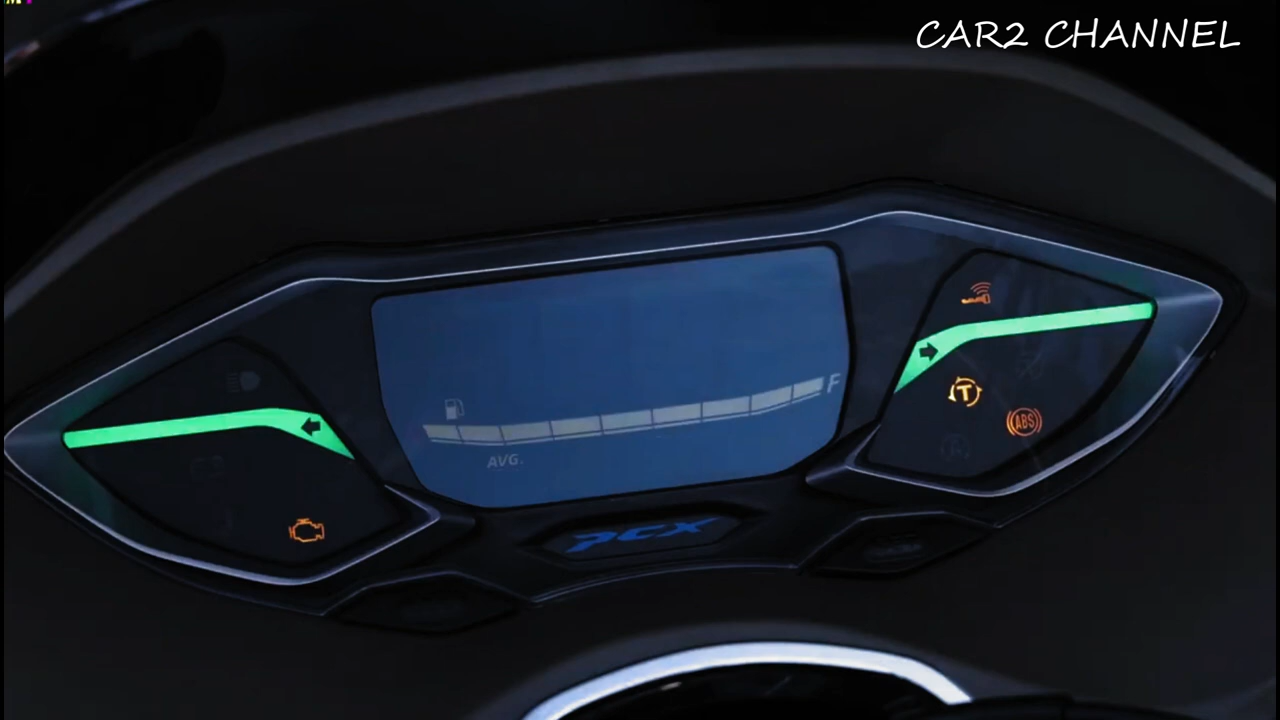 CAR2 CHANNEL
F
T
ABS
AVG.
PCX